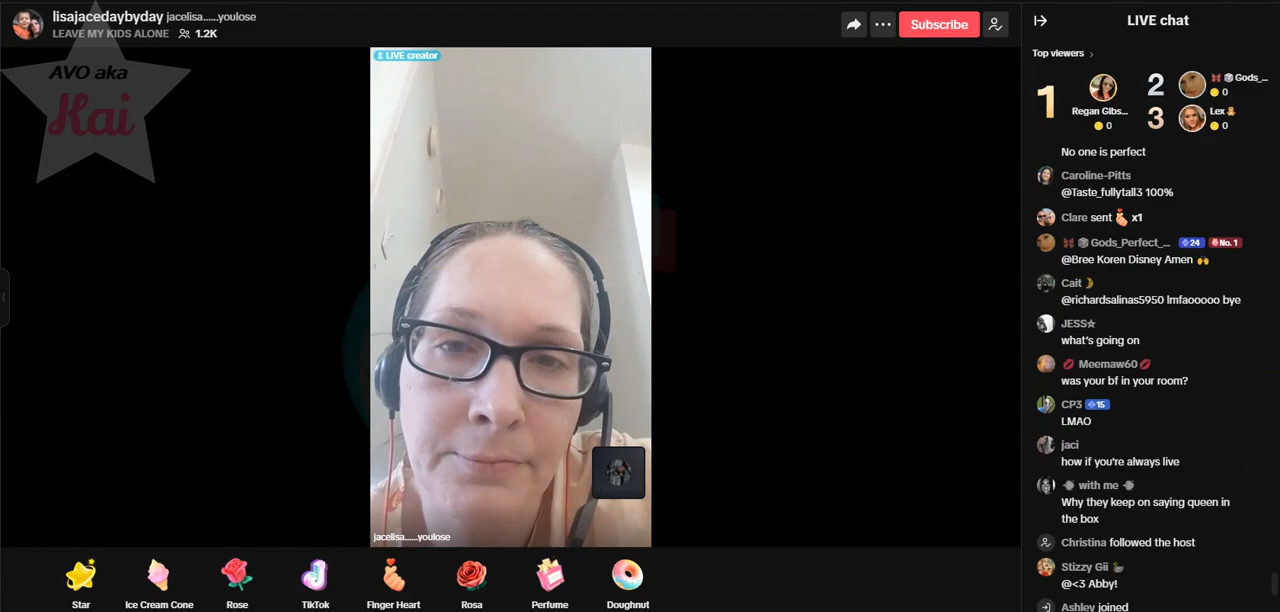 lisajacedaybyday jacelisa......youlose
LEAVE MY KIDS ALONE 1.2K
Subscribe
AVO aka
Kai
LIVE creator
jacelisa......youlose
Star
Ice Cream Cone
Rose
TikTok
Finger Heart
Rosa
Perfume
Doughnut
LIVE chat
Top viewers
1
Regan Gibs...
0
2
Gods_...
0
3
Lex
0
No one is perfect
Caroline-Pitts
@Taste_fullytall3 100%
Clare sent x1
Gods_Perfect_... 24 No. 1
@Bree Koren Disney Amen 🙌
Cait 🌙
@richardsalinas5950 lmfaooooo bye
JESS☆
what's going on
💋 Meemaw60💋
was your bf in your room?
CP3 15
LMAO
jaci
how if you're always live
with me
Why they keep on saying queen in
the box
Christina followed the host
Stizzy Gii
@<3 Abby!
Ashley joined